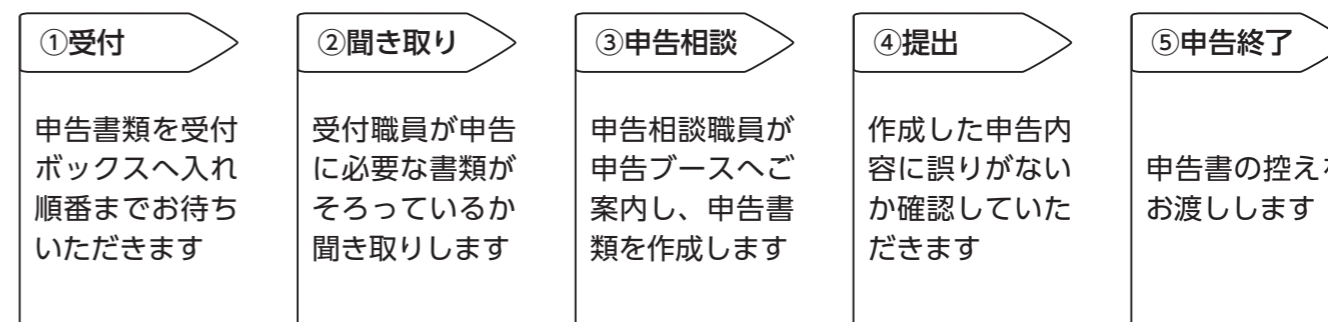 ①受付
申告書類を受付
ボックスへ入れ
順番までお待ち
いただきます
②聞き取り
受付職員が申告
に必要な書類が
そろっているか
聞き取りします
③申告相談
申告相談職員が
申告ブースへご
案内し、申告書
類を作成します
④提出
作成した申告内
容に誤りがない
か確認していた
だきます
⑤申告終了
申告書の控えを
お渡しします